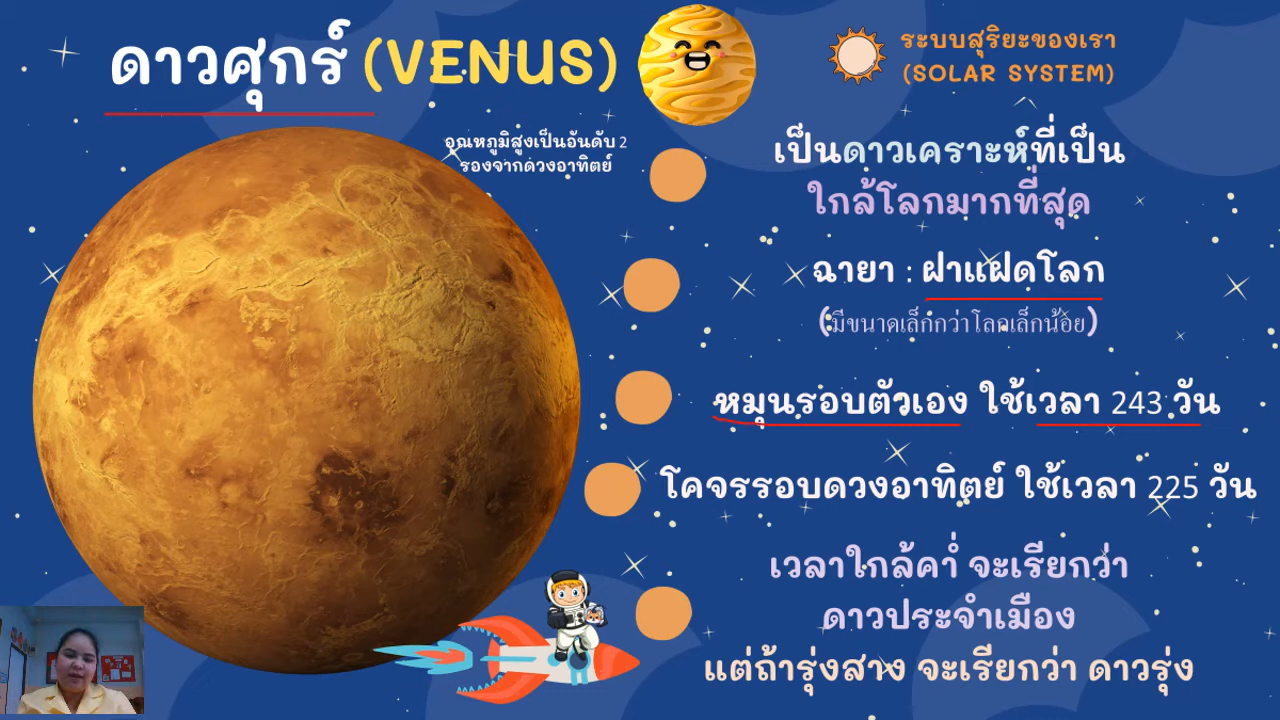 ดาวศุกร์ (VENUS)
ระบบสุริยะของเรา
(SOLAR SYSTEM)
อุณหภูมิสูงเป็นอันดับ 2
รองจากดวงอาทิตย์
เป็นดาวเคราะห์ที่เป็น
ใกล้โลกมากที่สุด
ฉายา : ฝาแฝดโลก
(มีขนาดเล็กกว่าโลกเล็กน้อย)
หมุนรอบตัวเอง ใช้เวลา 243 วัน
โคจรรอบดวงอาทิตย์ ใช้เวลา 225 วัน
เวลาใกล้ค่ำ จะเรียกว่า
ดาวประจำเมือง
แต่ถ้ารุ่งสาง จะเรียกว่า ดาวรุ่ง